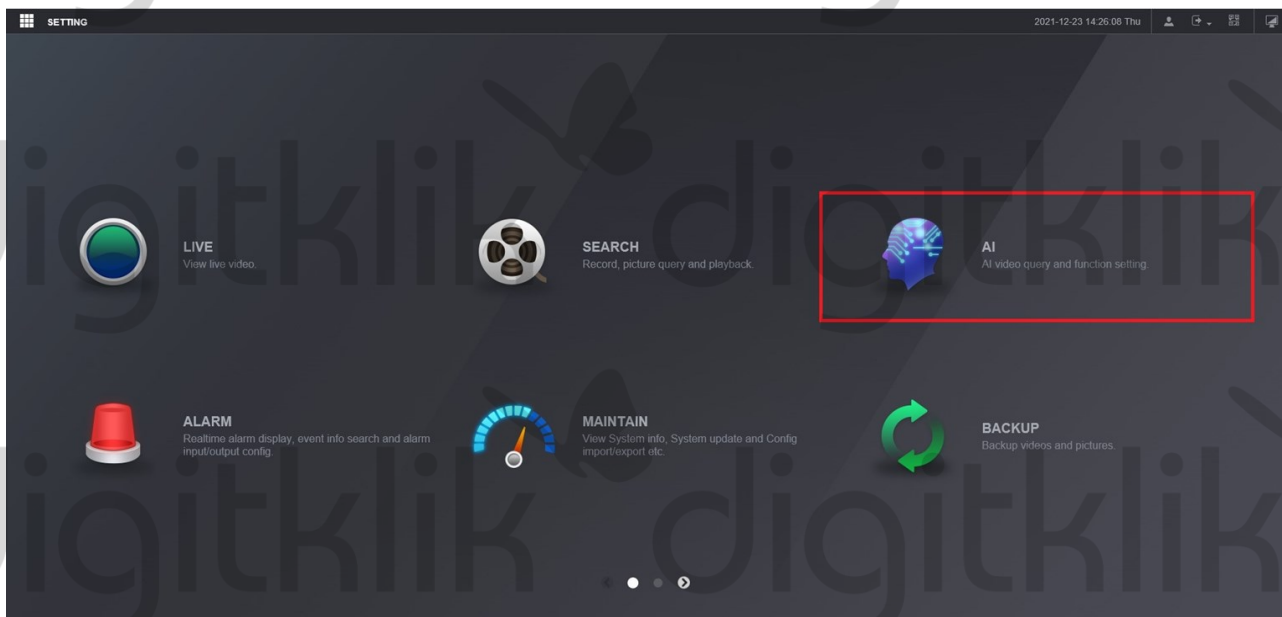 SETTING
2021-12-23 14:26:08 Thu
LIVE
View live video.
SEARCH
Record, picture query and playback.
AI
AI video query and function setting.
ALARM
Realtime alarm display, event info search and alarm
input/output config.
MAINTAIN
View System info, System update and Config
import/export etc.
BACKUP
Backup videos and pictures.
digitklik
digitklik
digitklik
digitklik